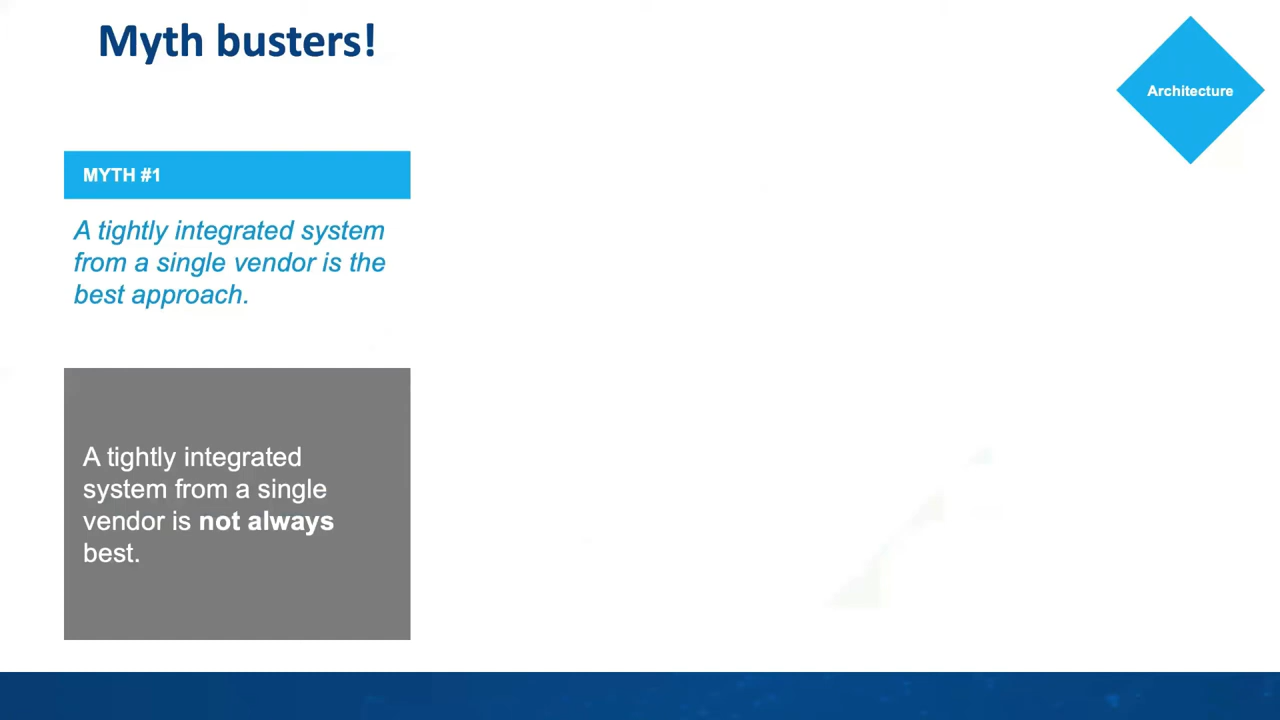 Myth busters!
Architecture
MYTH #1
A tightly integrated system
from a single vendor is the
best approach.
A tightly integrated
system from a single
vendor is not always
best.